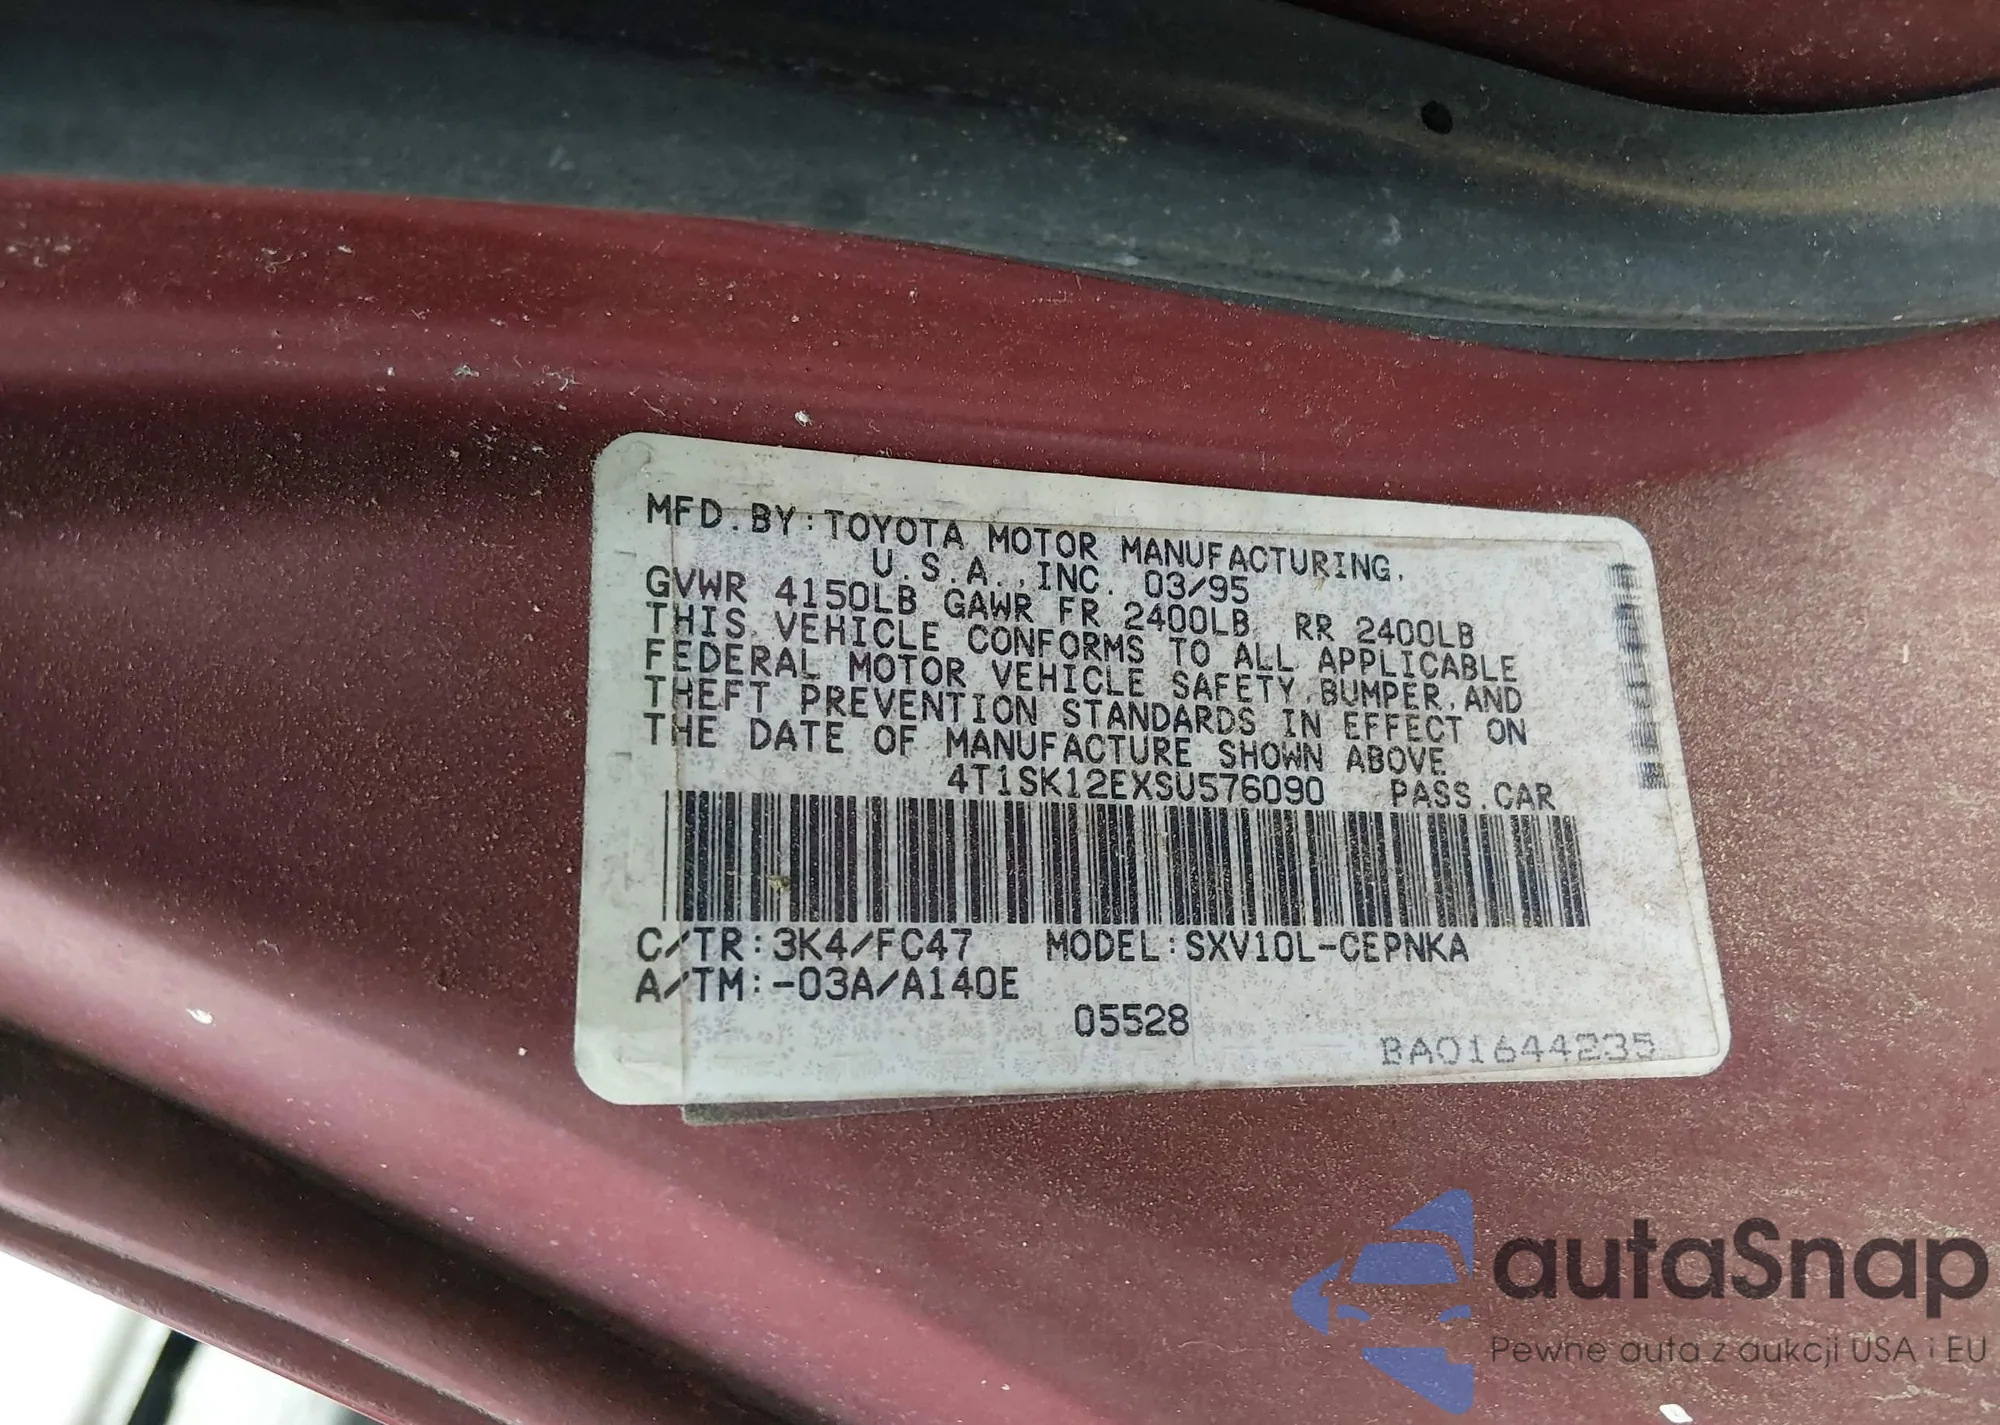 MFD.BY:TOYOTA MOTOR MANUFACTURING,
U.S.A.,INC. 03/95
GVWR 4150LB GAWR FR 2400LB RR 2400LB
THIS VEHICLE CONFORMS TO ALL APPLICABLE
FEDERAL MOTOR VEHICLE SAFETY,BUMPER,AND
THEFT PREVENTION STANDARDS IN EFFECT ON
THE DATE OF MANUFACTURE SHOWN ABOVE
4T1SK12EXSU576090 PASS.CAR
C/TR:3K4/FC47 MODEL:SXV10L-CEPNKA
A/TM:-03A/A140E
05528
BA01644235
autaSnap
Pewne auta z aukcji USA i EU